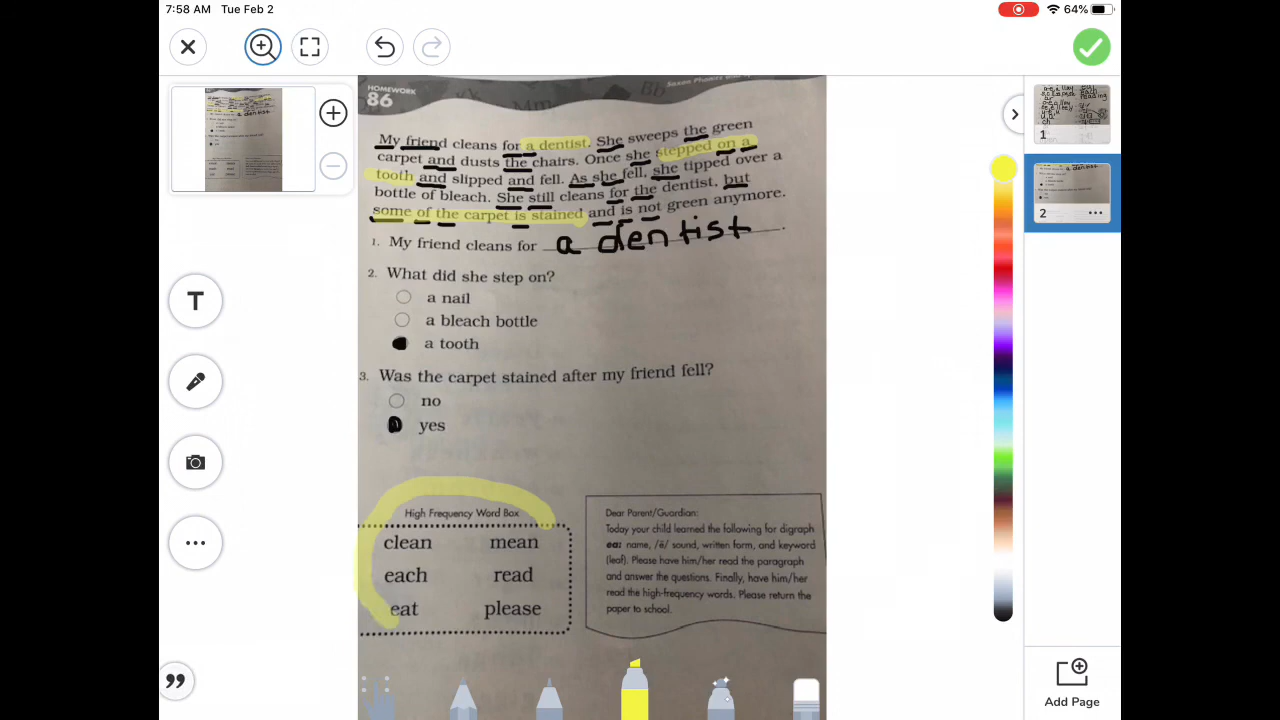 7:58 AM Tue Feb 2
64%
HOMEWORK
86
Saxon Phonics and
My friend cleans for a dentist. She sweeps the green
carpet and dusts the chairs. Once she stepped on a
tooth and slipped and fell. As she fell, she tipped over a
bottle of bleach. She still cleans for the dentist, but
some of the carpet is stained and is not green anymore.
1. My friend cleans for a dentist.
2. What did she step on?
a nail
a bleach bottle
a tooth
3. Was the carpet stained after my friend fell?
no
yes
High Frequency Word Box
clean mean
each read
eat please
Dear Parent/Guardian:
Today your child learned the following for digraph
ea: name, /ē/ sound, written form, and keyword
(leaf). Please have him/her read the paragraph
and answer the questions. Finally, have him/her
read the high-frequency words. Please return the
paper to school.
T
1
2
Add Page